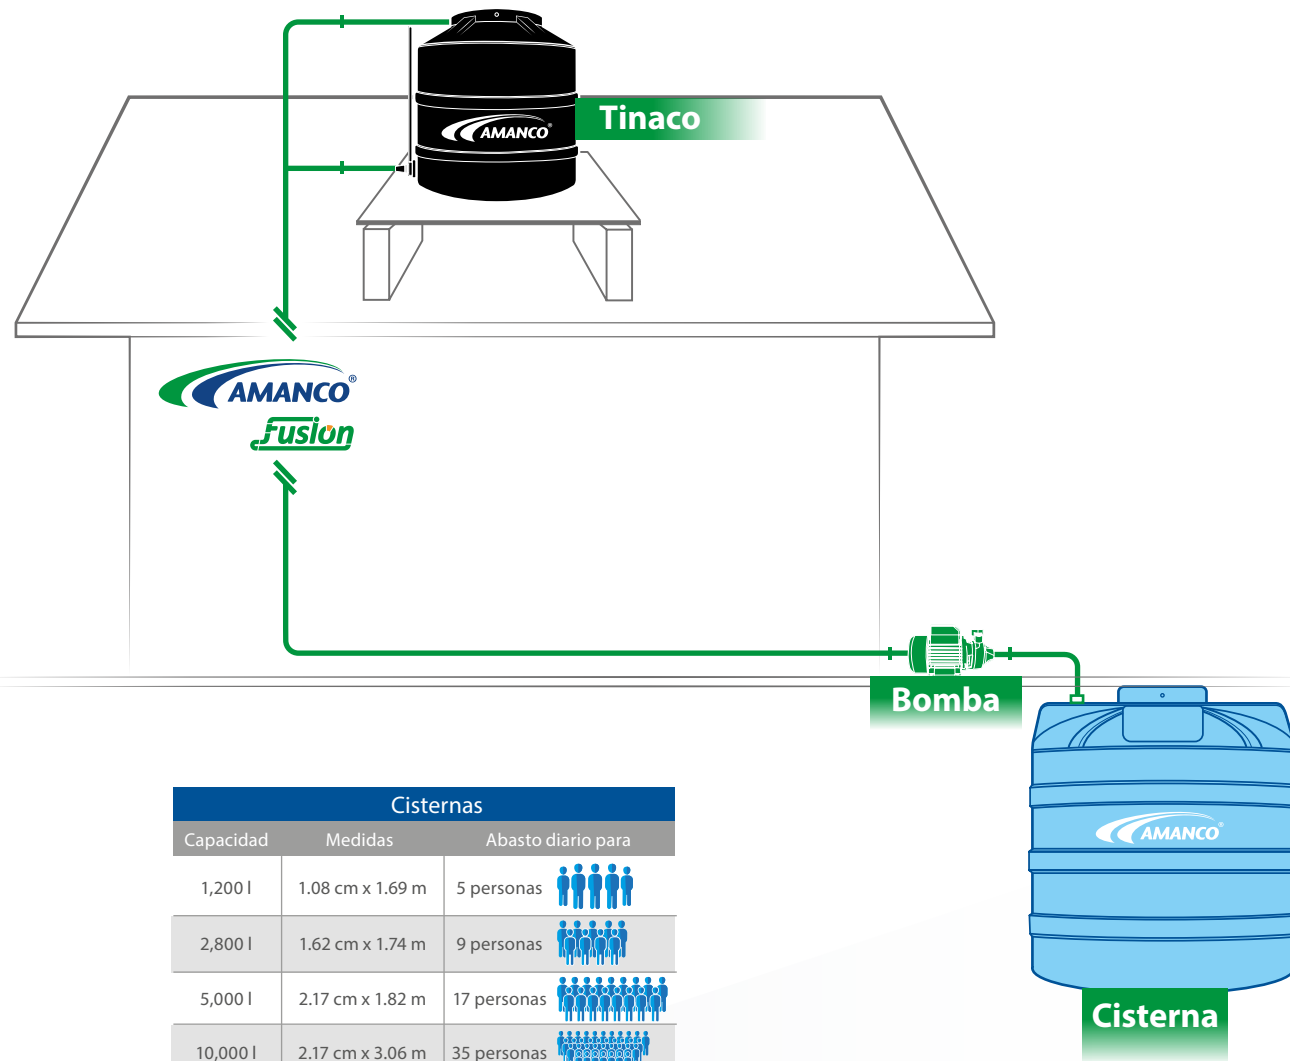 Tinaco
AMANCO®
AMANCO®
Fusión
Bomba
AMANCO®
Cisterna
Cisternas
Capacidad Medidas Abasto diario para
1,200 l 1.08 cm x 1.69 m 5 personas
2,800 l 1.62 cm x 1.74 m 9 personas
5,000 l 2.17 cm x 1.82 m 17 personas
10,000 l 2.17 cm x 3.06 m 35 personas